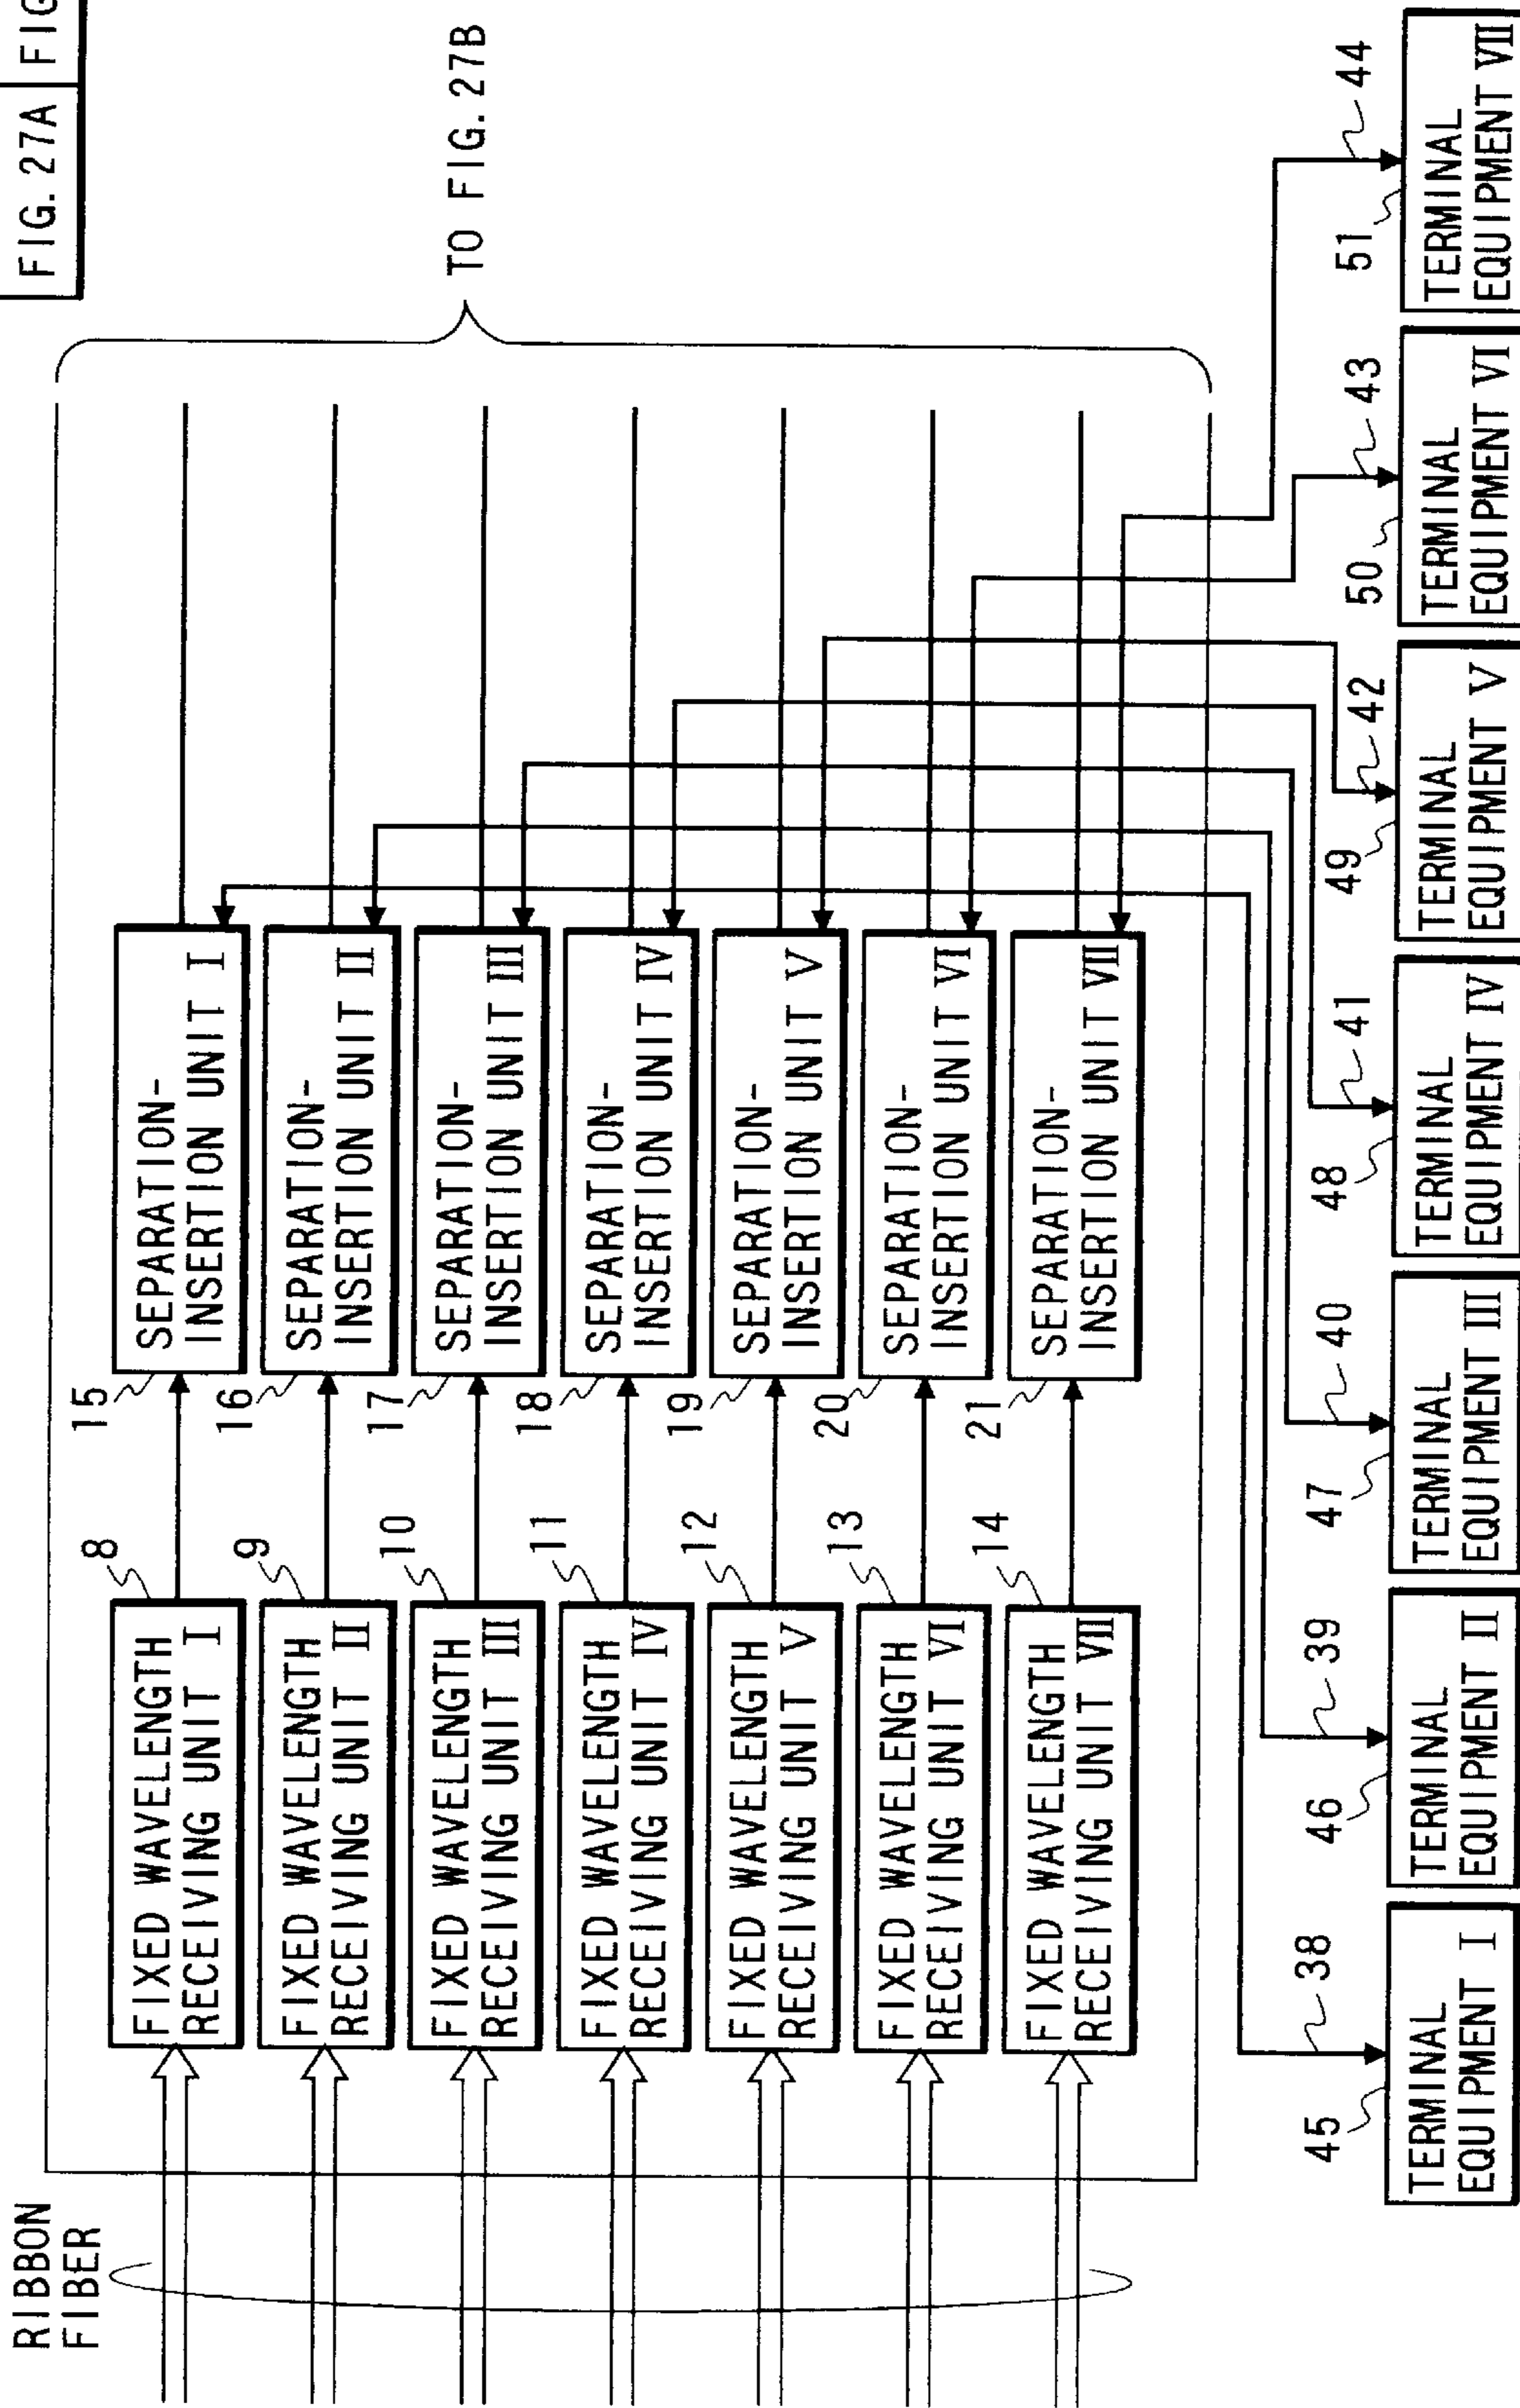 FIG. 27A FIG
TO FIG. 27B
RIBBON
FIBER
8
FIXED WAVELENGTH
RECEIVING UNIT I
9
FIXED WAVELENGTH
RECEIVING UNIT II
10
FIXED WAVELENGTH
RECEIVING UNIT III
11
FIXED WAVELENGTH
RECEIVING UNIT IV
12
FIXED WAVELENGTH
RECEIVING UNIT V
13
FIXED WAVELENGTH
RECEIVING UNIT VI
14
FIXED WAVELENGTH
RECEIVING UNIT VII
15
SEPARATION-
INSERTION UNIT I
16
SEPARATION-
INSERTION UNIT II
17
SEPARATION-
INSERTION UNIT III
18
SEPARATION-
INSERTION UNIT IV
19
SEPARATION-
INSERTION UNIT V
20
SEPARATION-
INSERTION UNIT VI
21
SEPARATION-
INSERTION UNIT VII
38
39
40
41
42
43
44
45
TERMINAL
EQUIPMENT I
46
TERMINAL
EQUIPMENT II
47
TERMINAL
EQUIPMENT III
48
TERMINAL
EQUIPMENT IV
49
TERMINAL
EQUIPMENT V
50
TERMINAL
EQUIPMENT VI
51
TERMINAL
EQUIPMENT VII